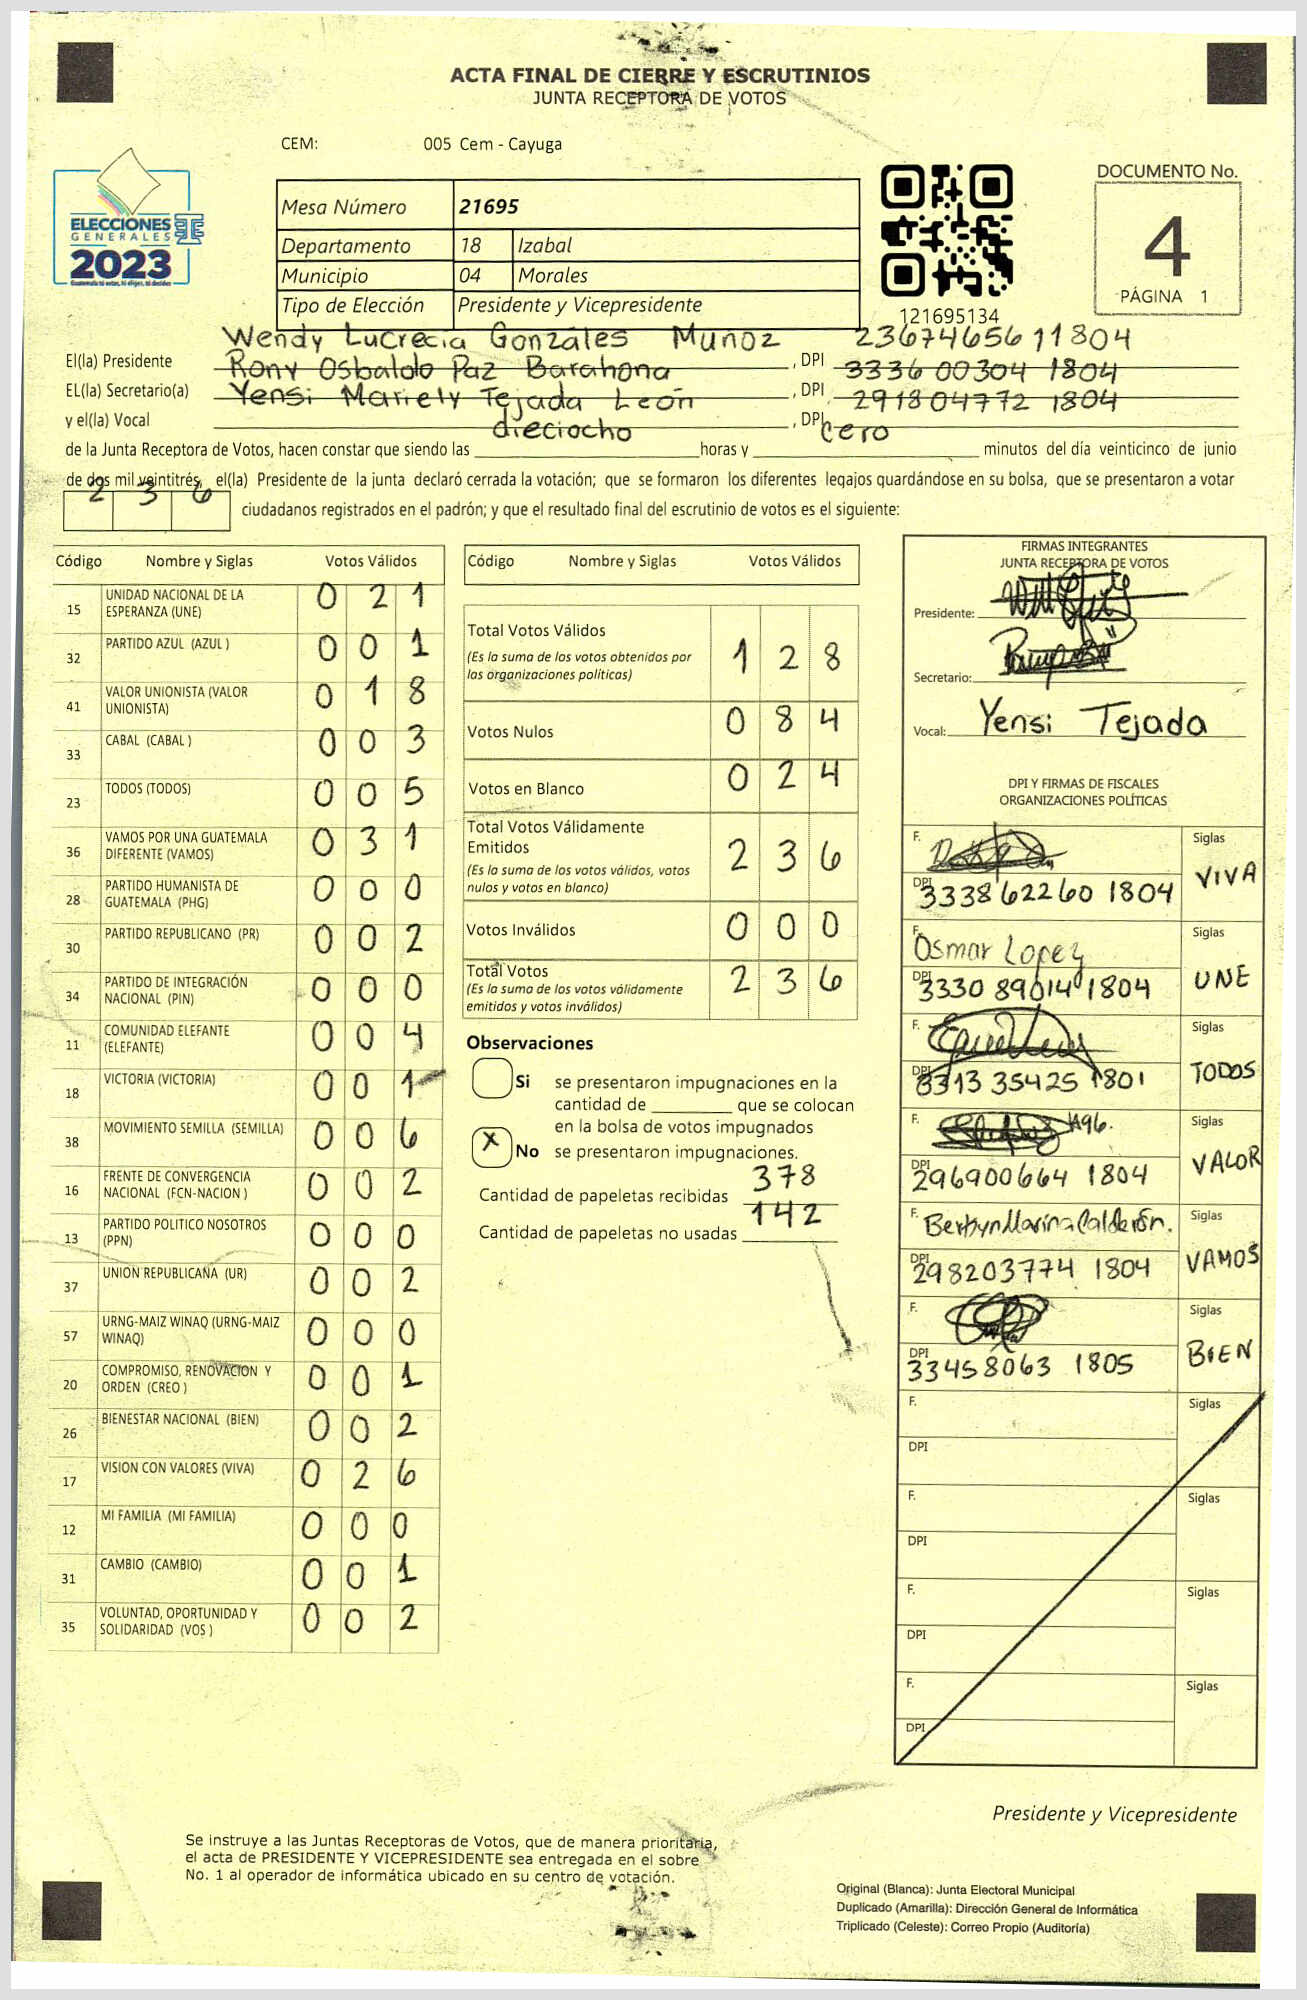 ACTA FINAL DE CIERRE Y ESCRUTINIOS
JUNTA RECEPTORA DE VOTOS
CEM: 005 Cem - Cayuga
ELECCIONES
GENERALES
2023
Guatemala tú votas, tú eliges, tú decides
Mesa Número 21695
Departamento 18 Izabal
Municipio 04 Morales
Tipo de Elección Presidente y Vicepresidente
121695134
DOCUMENTO No.
4
PÁGINA 1
Wendy Lucrecia Gonzáles Muñoz 23674656 11804
El(la) Presidente Rony Osbaldo Paz Barahona , DPI 3336 00304 1804
EL(la) Secretario(a) Yensi Mariely Tejada León , DPI 291804772 1804
y el(la) Vocal , DPI
dieciocho cero
de la Junta Receptora de Votos, hacen constar que siendo las horas y minutos del día veinticinco de junio
de dos mil veintitrés, el(la) Presidente de la junta declaró cerrada la votación; que se formaron los diferentes legajos guardándose en su bolsa, que se presentaron a votar
2 3 6 ciudadanos registrados en el padrón; y que el resultado final del escrutinio de votos es el siguiente:
Código Nombre y Siglas Votos Válidos
15 UNIDAD NACIONAL DE LA ESPERANZA (UNE) 0 2 1
32 PARTIDO AZUL (AZUL ) 0 0 1
41 VALOR UNIONISTA (VALOR UNIONISTA) 0 1 8
33 CABAL (CABAL ) 0 0 3
23 TODOS (TODOS) 0 0 5
36 VAMOS POR UNA GUATEMALA DIFERENTE (VAMOS) 0 3 1
28 PARTIDO HUMANISTA DE GUATEMALA (PHG) 0 0 0
30 PARTIDO REPUBLICANO (PR) 0 0 2
34 PARTIDO DE INTEGRACIÓN NACIONAL (PIN) 0 0 0
11 COMUNIDAD ELEFANTE (ELEFANTE) 0 0 4
18 VICTORIA (VICTORIA) 0 0 1
38 MOVIMIENTO SEMILLA (SEMILLA) 0 0 6
16 FRENTE DE CONVERGENCIA NACIONAL (FCN-NACION ) 0 0 2
13 PARTIDO POLITICO NOSOTROS (PPN) 0 0 0
37 UNION REPUBLICANA (UR) 0 0 2
57 URNG-MAIZ WINAQ (URNG-MAIZ WINAQ) 0 0 0
20 COMPROMISO, RENOVACION Y ORDEN (CREO ) 0 0 1
26 BIENESTAR NACIONAL (BIEN) 0 0 2
17 VISION CON VALORES (VIVA) 0 2 6
12 MI FAMILIA (MI FAMILIA) 0 0 0
31 CAMBIO (CAMBIO) 0 0 1
35 VOLUNTAD, OPORTUNIDAD Y SOLIDARIDAD (VOS ) 0 0 2
Código Nombre y Siglas Votos Válidos
Total Votos Válidos 1 2 8
(Es la suma de los votos obtenidos por
las organizaciones políticas)
Votos Nulos 0 8 4
Votos en Blanco 0 2 4
Total Votos Válidamente
Emitidos 2 3 6
(Es la suma de los votos válidos, votos
nulos y votos en blanco)
Votos Inválidos 0 0 0
Total Votos 2 3 6
(Es la suma de los votos válidamente
emitidos y votos inválidos)
Observaciones
Si se presentaron impugnaciones en la
cantidad de que se colocan
en la bolsa de votos impugnados
X No se presentaron impugnaciones.
Cantidad de papeletas recibidas 378
Cantidad de papeletas no usadas 142
FIRMAS INTEGRANTES
JUNTA RECEPTORA DE VOTOS
Presidente:
Secretario:
Vocal: Yensi Tejada
DPI Y FIRMAS DE FISCALES
ORGANIZACIONES POLÍTICAS
F. Siglas
DPI 3338 62260 1804 VIVA
F. Osmar Lopez Siglas
DPI 3330 89014 1804 UNE
F. Siglas
DPI 3313 35425 1801 TODOS
F. Siglas
DPI 296900664 1804 VALOR
F. Siglas
DPI 298203774 1804 VAMOS
F. Siglas
DPI 33458063 1805 BIEN
F. Siglas
DPI
F. Siglas
DPI
F. Siglas
DPI
F. Siglas
DPI
Presidente y Vicepresidente
Se instruye a las Juntas Receptoras de Votos, que de manera prioritaria,
el acta de PRESIDENTE Y VICEPRESIDENTE sea entregada en el sobre
No. 1 al operador de informática ubicado en su centro de votación.
Original (Blanca): Junta Electoral Municipal
Duplicado (Amarilla): Dirección General de Informática
Triplicado (Celeste): Correo Propio (Auditoría)